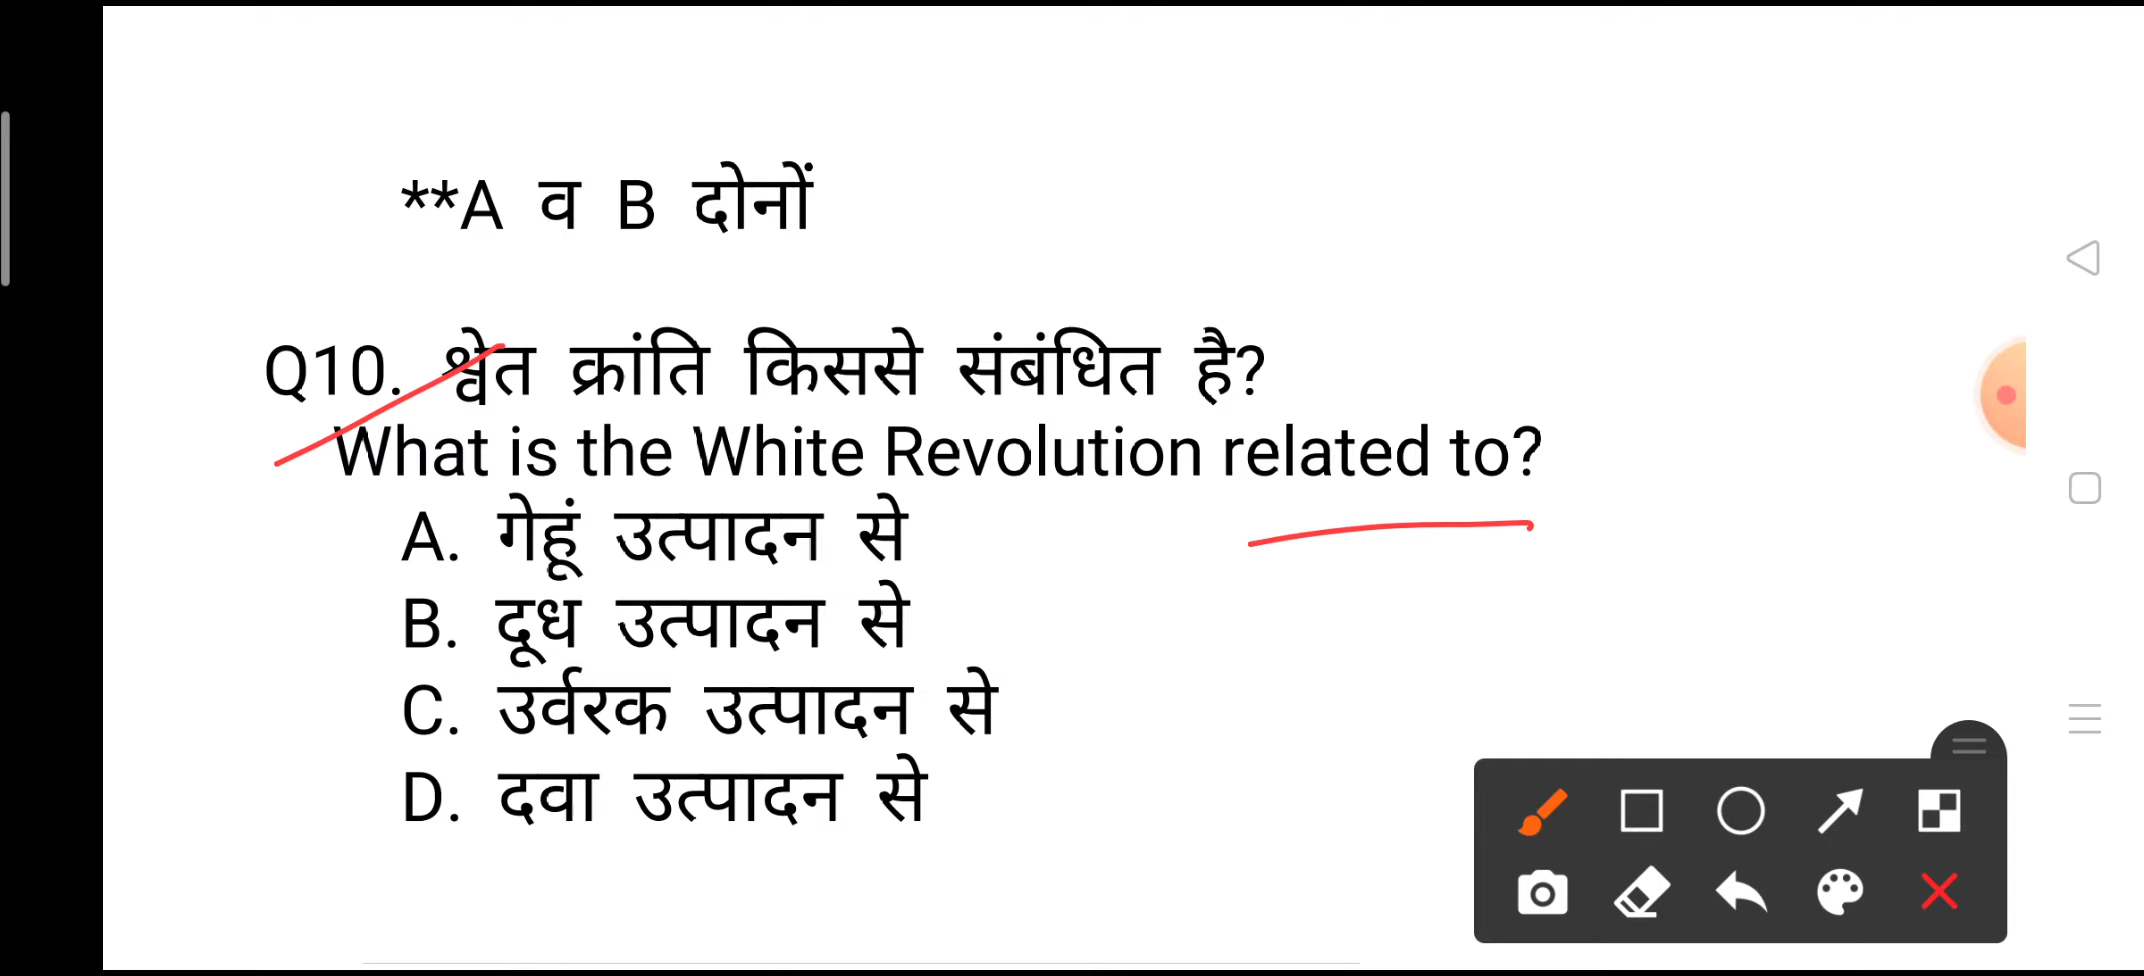 **A व B दोनों
Q10. श्वेत क्रांति किससे संबंधित है?
What is the White Revolution related to?
A. गेहूं उत्पादन से
B. दूध उत्पादन से
C. उर्वरक उत्पादन से
D. दवा उत्पादन से